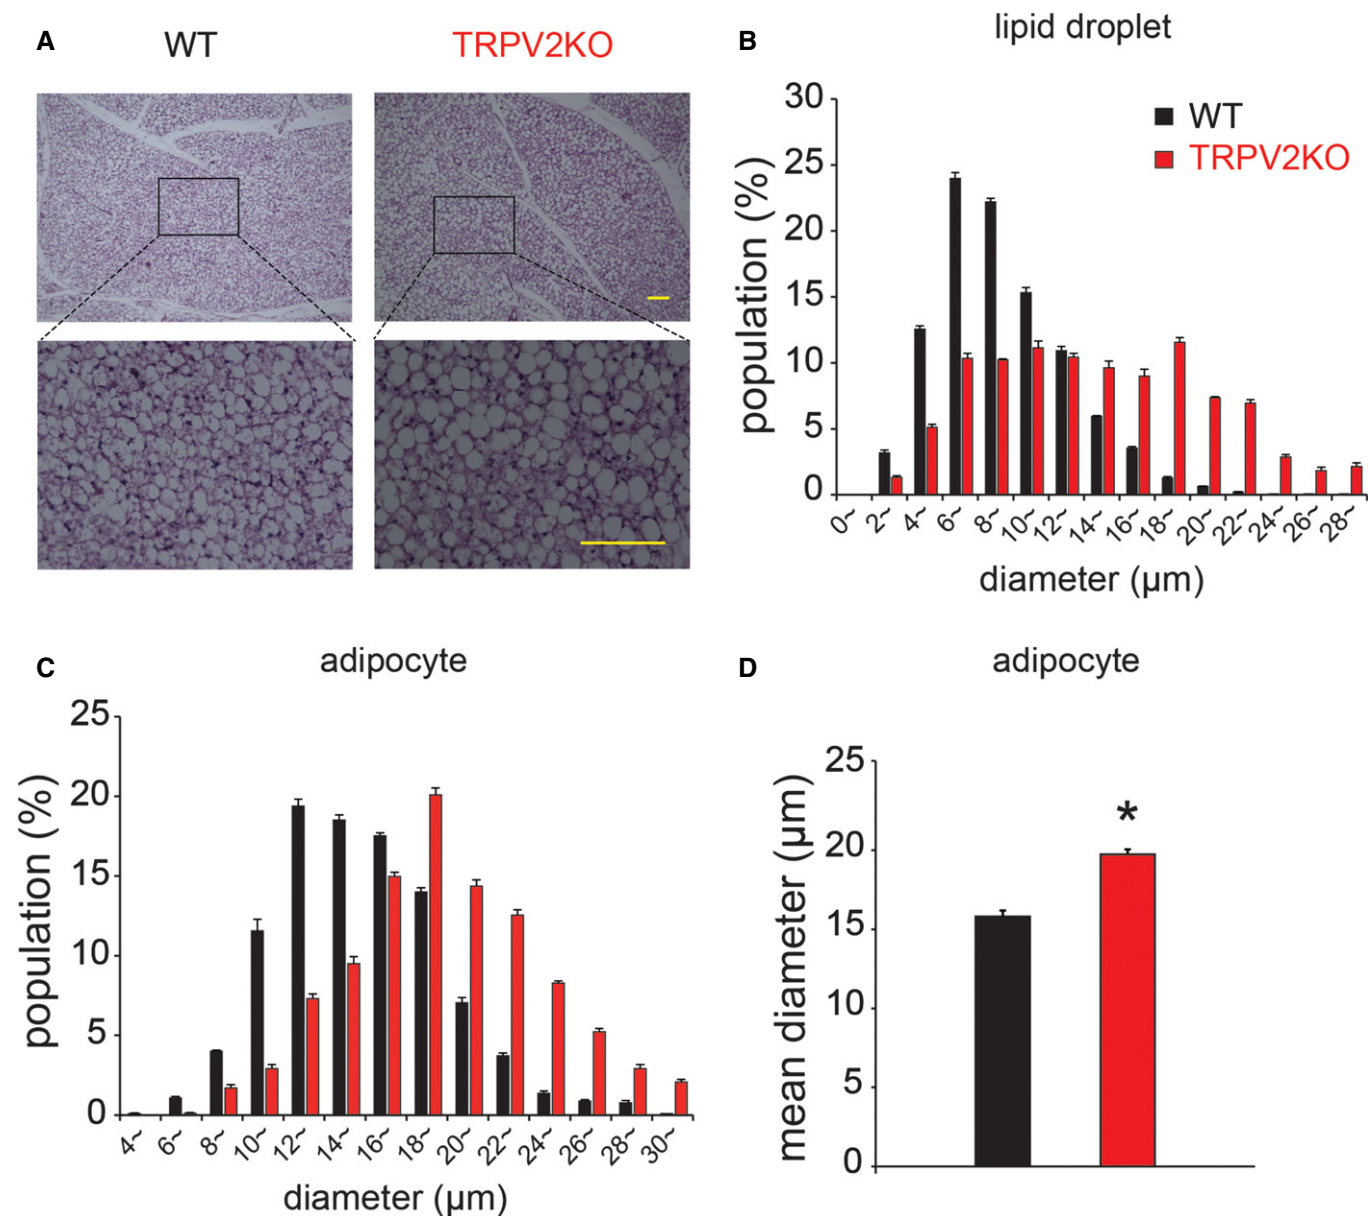 A
WT
TRPV2KO
B
lipid droplet
WT
TRPV2KO
population (%)
30
25
20
15
10
5
0
0~ 2~ 4~ 6~ 8~ 10~ 12~ 14~ 16~ 18~ 20~ 22~ 24~ 26~ 28~
diameter (µm)
C
adipocyte
population (%)
25
20
15
10
5
0
4~ 6~ 8~ 10~ 12~ 14~ 16~ 18~ 20~ 22~ 24~ 26~ 28~ 30~
diameter (µm)
D
adipocyte
mean diameter (µm)
25
20
15
10
5
0
*